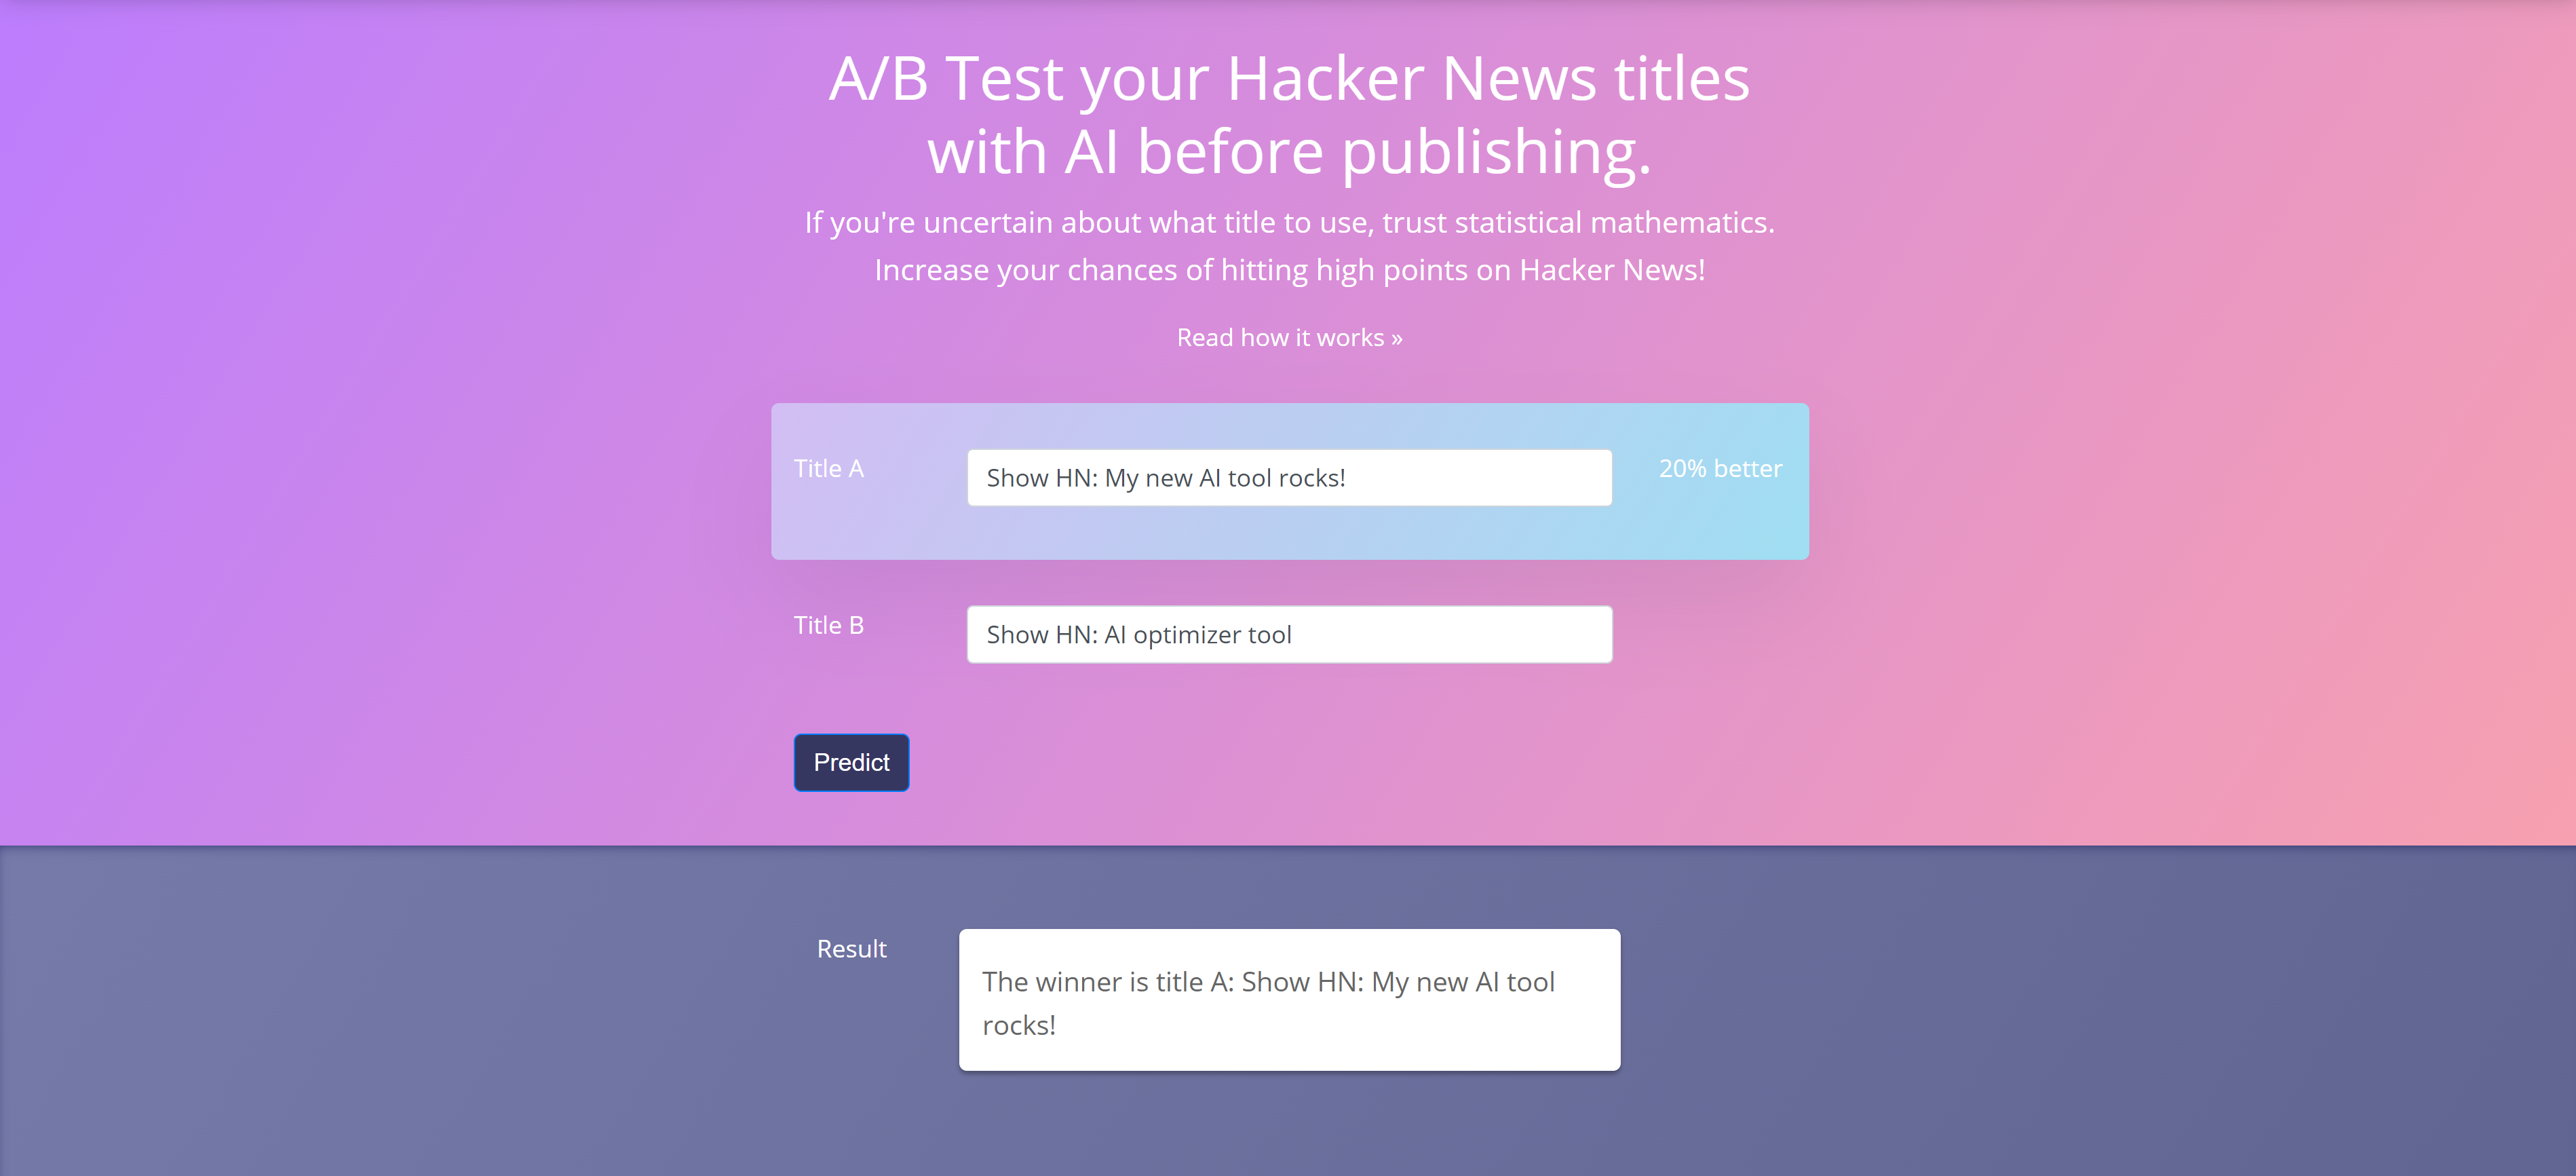 A/B Test your Hacker News titles
with AI before publishing.
If you're uncertain about what title to use, trust statistical mathematics.
Increase your chances of hitting high points on Hacker News!
Read how it works »
Title A
Show HN: My new AI tool rocks!
20% better
Title B
Show HN: AI optimizer tool
Predict
Result
The winner is title A: Show HN: My new AI tool
rocks!